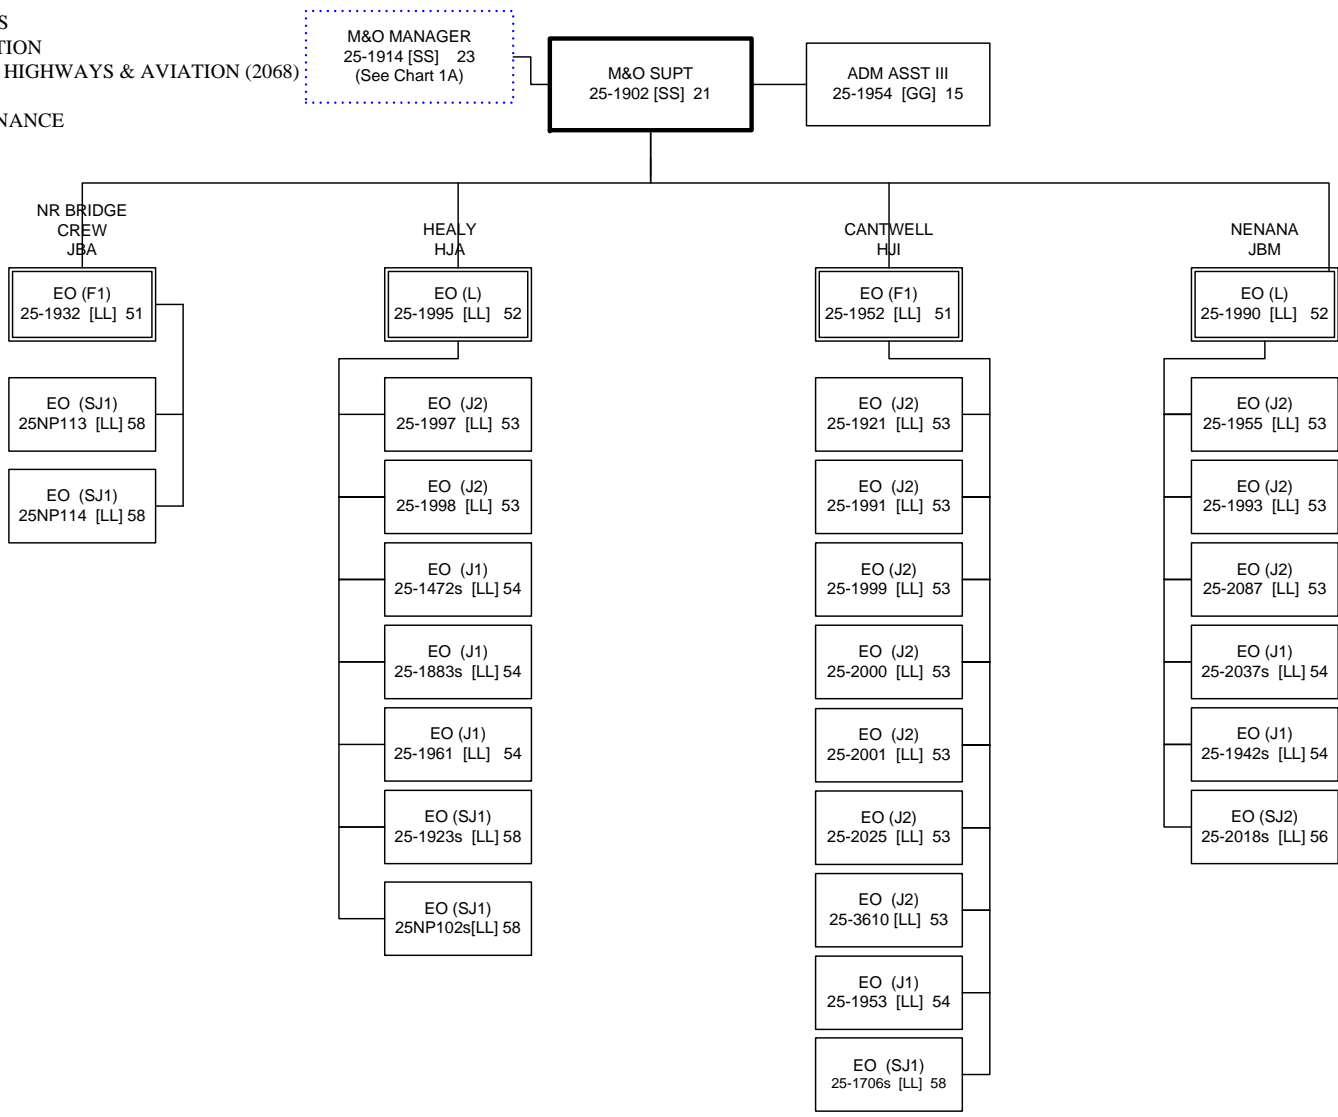 S
TION
HIGHWAYS & AVIATION (2068)
NANCE
M&O MANAGER
25-1914 [SS] 23
(See Chart 1A)
M&O SUPT
25-1902 [SS] 21
ADM ASST III
25-1954 [GG] 15
NR BRIDGE
CREW
JBA
EO (F1)
25-1932 [LL] 51
EO (SJ1)
25NP113 [LL] 58
EO (SJ1)
25NP114 [LL] 58
HEALY
HJA
EO (L)
25-1995 [LL] 52
EO (J2)
25-1997 [LL] 53
EO (J2)
25-1998 [LL] 53
EO (J1)
25-1472s [LL] 54
EO (J1)
25-1883s [LL] 54
EO (J1)
25-1961 [LL] 54
EO (SJ1)
25-1923s [LL] 58
EO (SJ1)
25NP102s[LL] 58
CANTWELL
HJI
EO (F1)
25-1952 [LL] 51
EO (J2)
25-1921 [LL] 53
EO (J2)
25-1991 [LL] 53
EO (J2)
25-1999 [LL] 53
EO (J2)
25-2000 [LL] 53
EO (J2)
25-2001 [LL] 53
EO (J2)
25-2025 [LL] 53
EO (J2)
25-3610 [LL] 53
EO (J1)
25-1953 [LL] 54
EO (SJ1)
25-1706s [LL] 58
NENANA
JBM
EO (L)
25-1990 [LL] 52
EO (J2)
25-1955 [LL] 53
EO (J2)
25-1993 [LL] 53
EO (J2)
25-2087 [LL] 53
EO (J1)
25-2037s [LL] 54
EO (J1)
25-1942s [LL] 54
EO (SJ2)
25-2018s [LL] 56